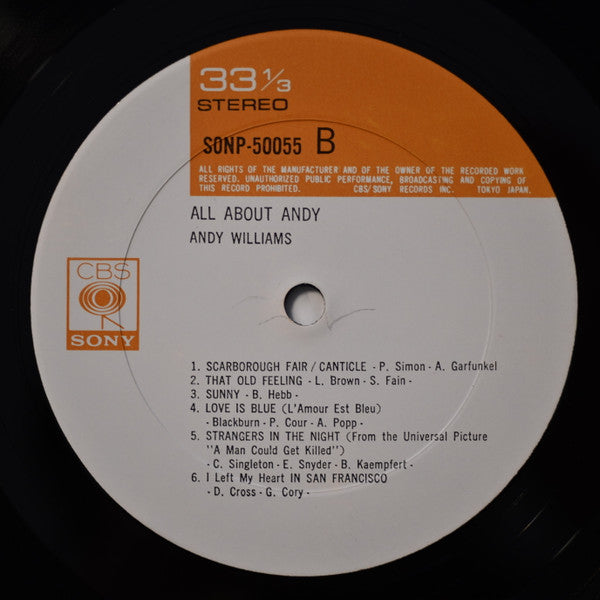 33 1/3
STEREO
SONP-50055 B
ALL RIGHTS OF THE MANUFACTURER AND OF THE OWNER OF THE RECORDED WORK
RESERVED. UNAUTHORIZED PUBLIC PERFORMANCE, BROADCASTING AND COPYING OF
THIS RECORD PROHIBITED. CBS/SONY RECORDS INC. TOKYO JAPAN.
ALL ABOUT ANDY
ANDY WILLIAMS
CBS
SONY
1. SCARBOROUGH FAIR / CANTICLE - P. Simon - A. Garfunkel
2. THAT OLD FEELING - L. Brown - S. Fain -
3. SUNNY - B. Hebb -
4. LOVE IS BLUE (L'Amour Est Bleu)
- Blackburn - P. Cour - A. Popp -
5. STRANGERS IN THE NIGHT (From the Universal Picture
"A Man Could Get Killed")
- C. Singleton - E. Snyder - B. Kaempfert -
6. I Left My Heart IN SAN FRANCISCO
- D. Cross - G. Cory -